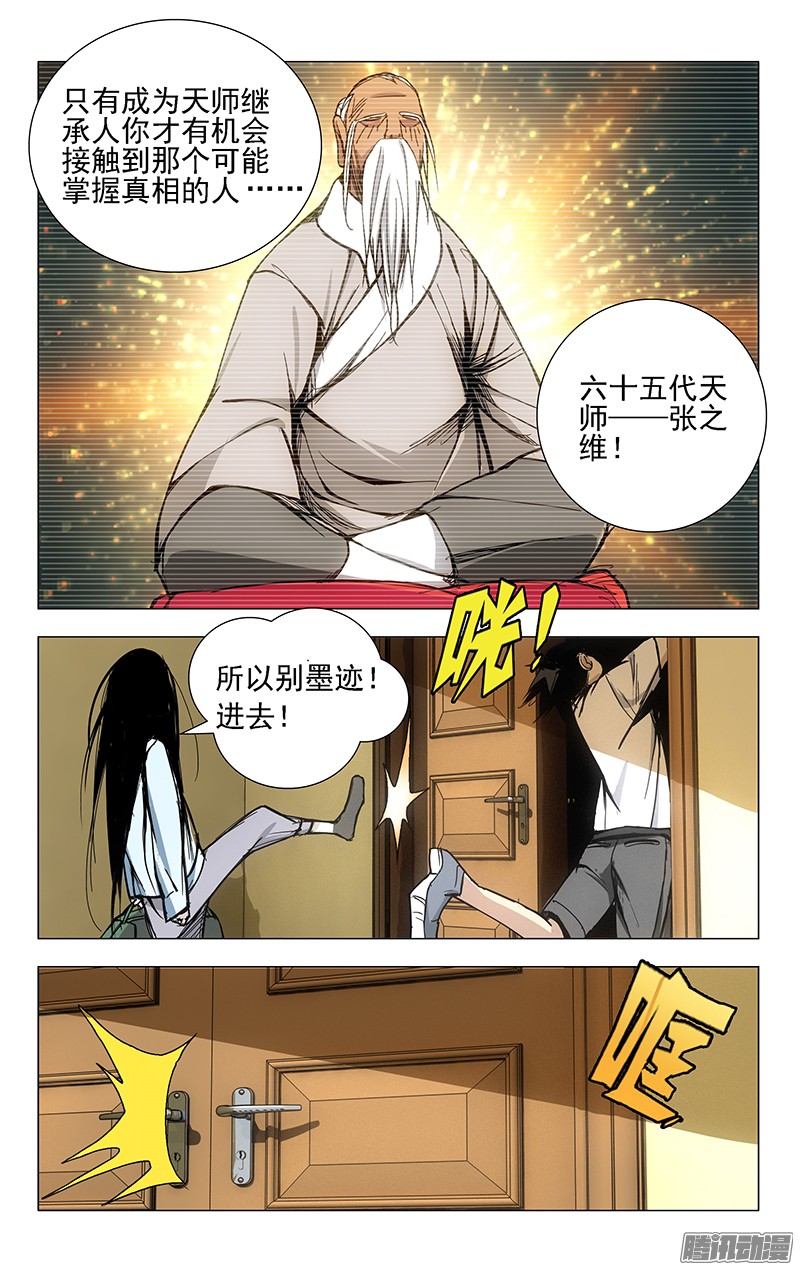 只有成为天师继
承人你才有机会
接触到那个可能
掌握真相的人……
六十五代天
师——张之
维！
咣！
所以别墨迹！
进去！
哐
腾讯动漫